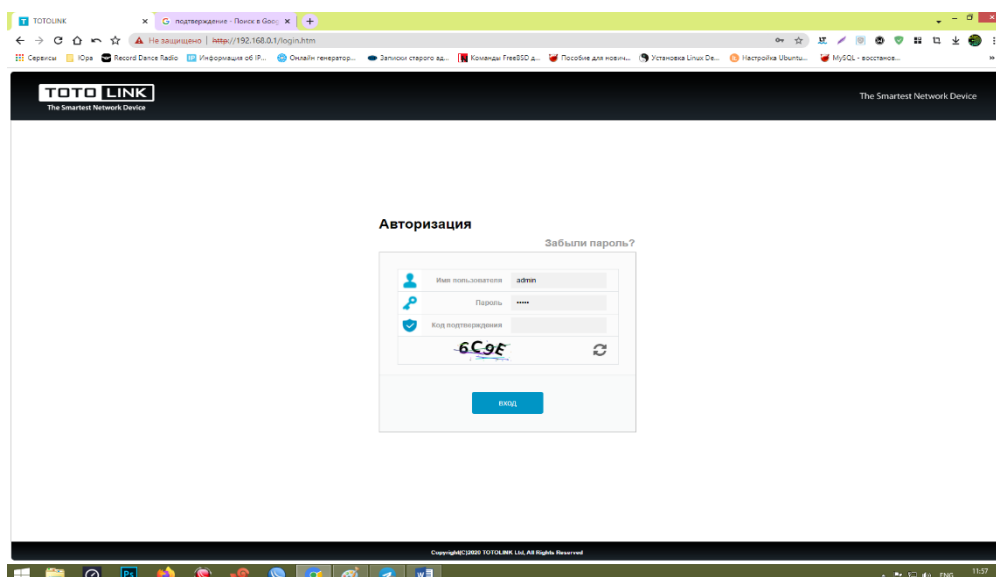 TOTOLINK
G подтверждения - Поиск в Goog
Не защищено | http://192.168.0.1/login.htm
Сервисы
Юра
Record Dance Radio
Информация об IP...
Онлайн генератор...
Записки старого ад...
Команды FreeBSD д...
Пособие для нович...
Установка Linux De...
Настройка Ubuntu...
MySQL - восстанов...
TOTO LINK
The Smartest Network Device
The Smartest Network Device
Авторизация
Забыли пароль?
Имя пользователя admin
Пароль •••••
Код подтверждения
6C9E
вход
Copyright(C)2020 TOTOLINK Ltd, All Rights Reserved
Ps
W
ENG
11:57